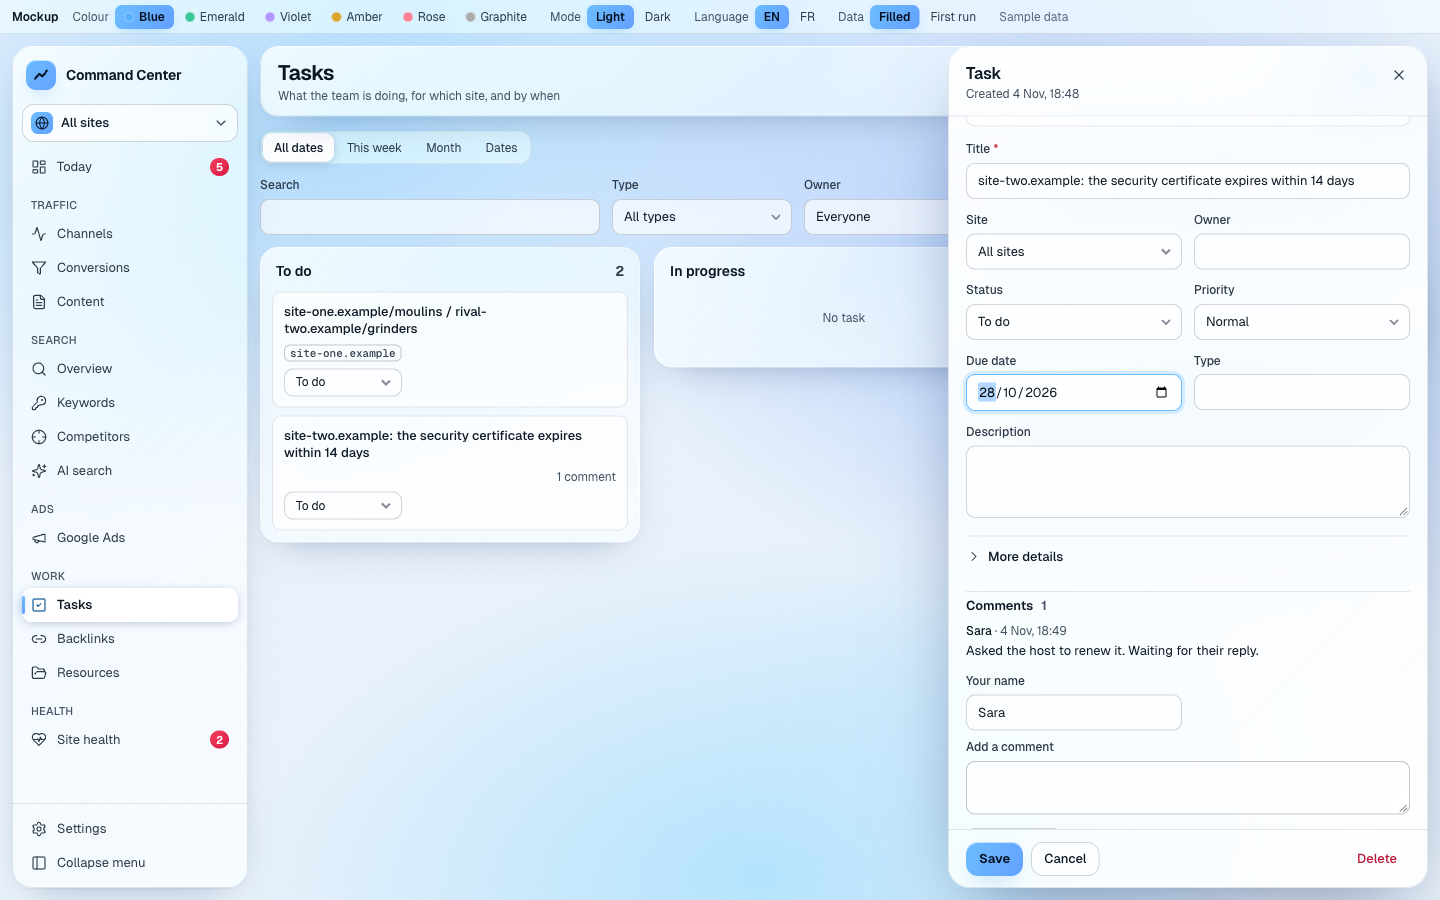 Mockup Colour Blue Emerald Violet Amber Rose Graphite Mode Light Dark Language EN FR Data Filled First run Sample data
Command Center
All sites
Today 5
TRAFFIC
Channels
Conversions
Content
SEARCH
Overview
Keywords
Competitors
AI search
ADS
Google Ads
WORK
Tasks
Backlinks
Resources
HEALTH
Site health 2
Settings
Collapse menu
Tasks
What the team is doing, for which site, and by when
All dates This week Month Dates
Search Type Owner
All types Everyone
To do 2
site-one.example/moulins / rival-
two.example/grinders
site-one.example
To do
site-two.example: the security certificate expires
within 14 days
1 comment
To do
In progress
No task
Task
Created 4 Nov, 18:48
Title *
site-two.example: the security certificate expires within 14 days
Site Owner
All sites
Status Priority
To do Normal
Due date Type
28/10/2026
Description
More details
Comments 1
Sara · 4 Nov, 18:49
Asked the host to renew it. Waiting for their reply.
Your name
Sara
Add a comment
Save Cancel Delete